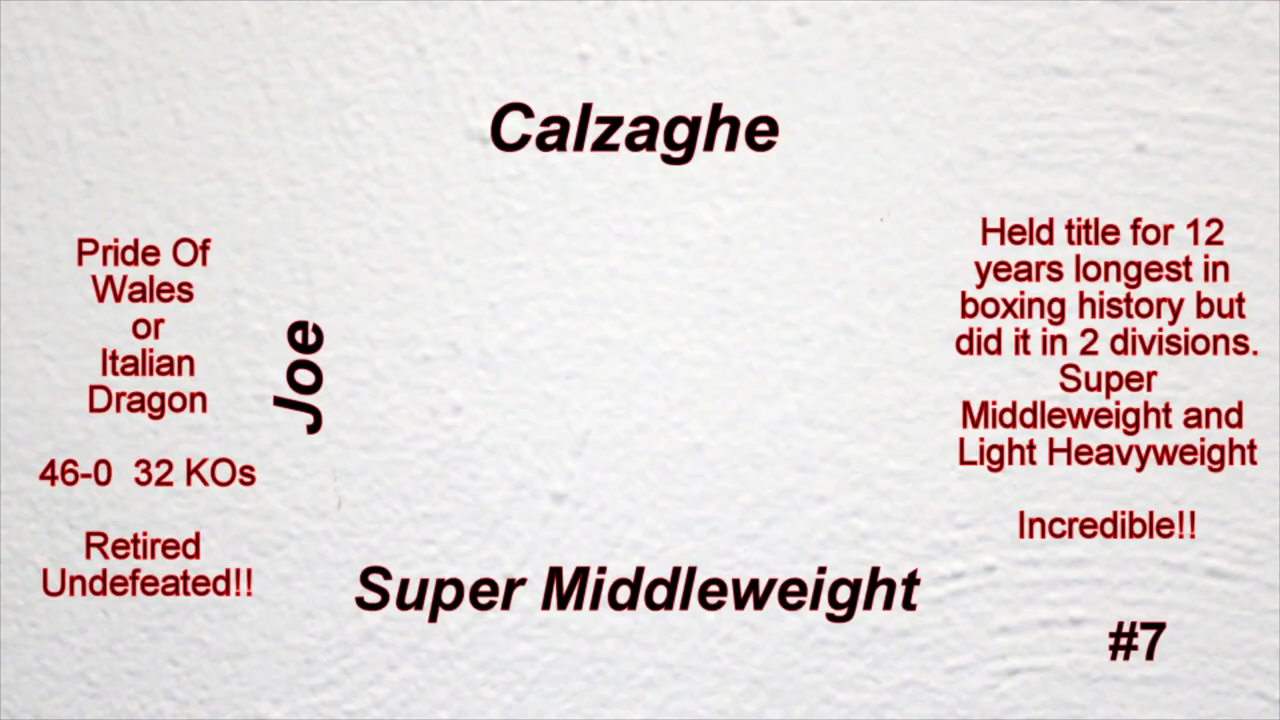 Calzaghe
Pride Of
Wales
or
Italian
Dragon
46-0 32 KOs
Retired
Undefeated!!
Joe
Super Middleweight
Held title for 12
years longest in
boxing history but
did it in 2 divisions.
Super
Middleweight and
Light Heavyweight
Incredible!!
#7